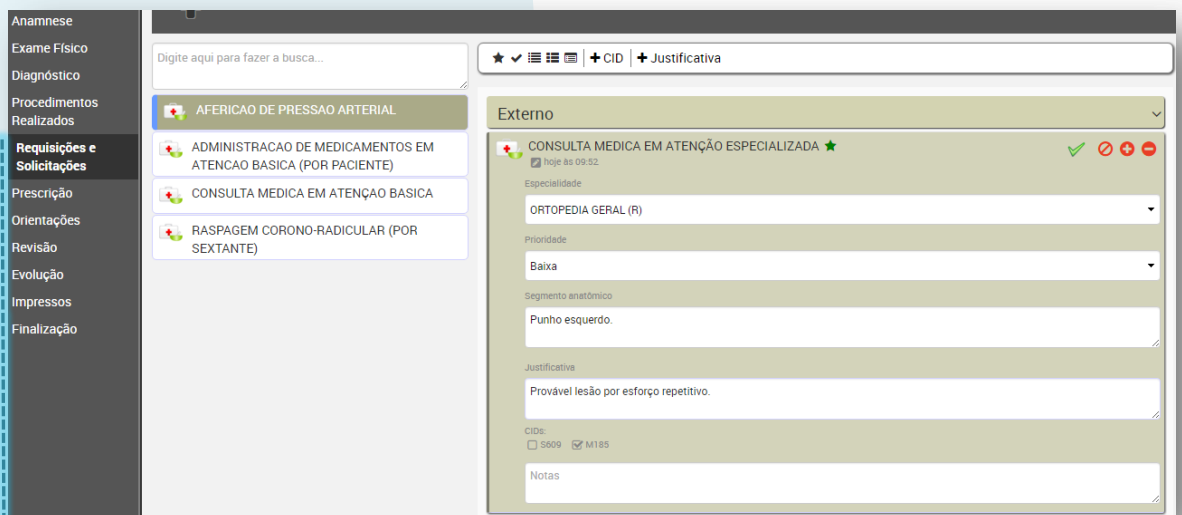 Anamnese
Exame Físico
Diagnóstico
Procedimentos
Realizados
Requisições e
Solicitações
Prescrição
Orientações
Revisão
Evolução
Impressos
Finalização
Digite aqui para fazer a busca...
AFERICAO DE PRESSAO ARTERIAL
ADMINISTRACAO DE MEDICAMENTOS EM
ATENCAO BASICA (POR PACIENTE)
CONSULTA MEDICA EM ATENÇAO BASICA
RASPAGEM CORONO-RADICULAR (POR
SEXTANTE)
CID
Justificativa
Externo
CONSULTA MEDICA EM ATENÇÃO ESPECIALIZADA
hoje às 09:52
Especialidade
ORTOPEDIA GERAL (R)
Prioridade
Baixa
Segmento anatômico
Punho esquerdo.
Justificativa
Provável lesão por esforço repetitivo.
CIDs:
S609 M185
Notas